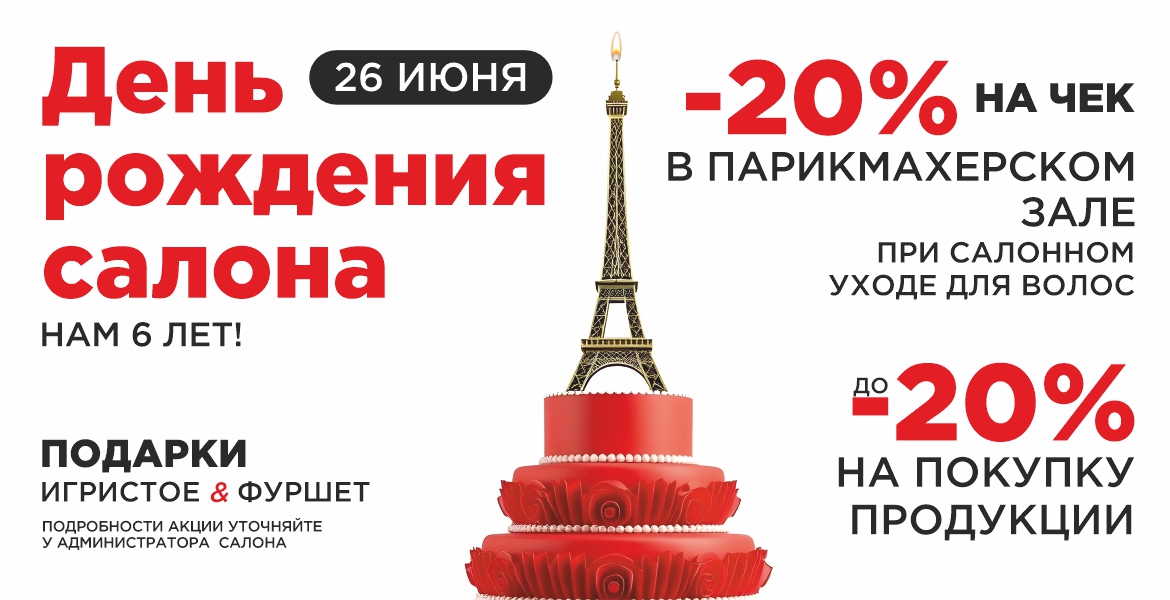 День
26 ИЮНЯ
рождения
салона
НАМ 6 ЛЕТ!
ПОДАРКИ
ИГРИСТОЕ & ФУРШЕТ
ПОДРОБНОСТИ АКЦИИ УТОЧНЯЙТЕ
У АДМИНИСТРАТОРА САЛОНА
-20% НА ЧЕК
В ПАРИКМАХЕРСКОМ
ЗАЛЕ
ПРИ САЛОННОМ
УХОДЕ ДЛЯ ВОЛОС
ДО
-20%
НА ПОКУПКУ
ПРОДУКЦИИ